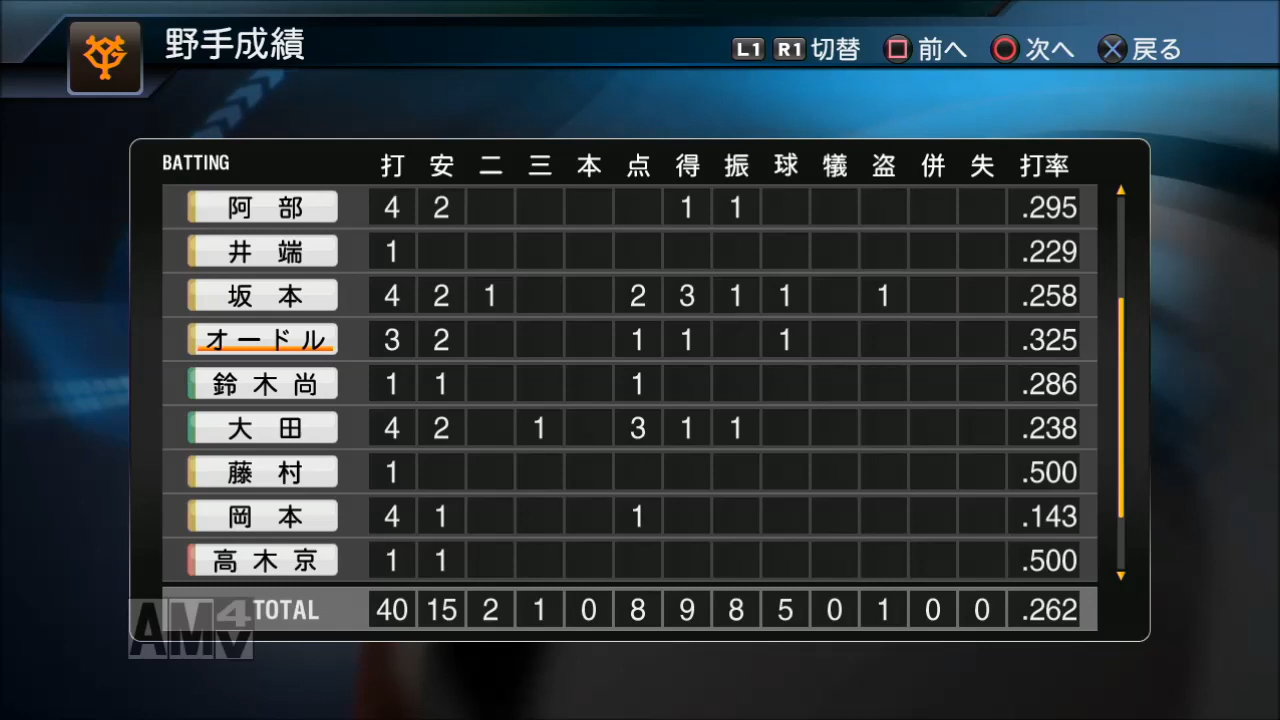 野手成績 L1 R1 切替 前へ 次へ 戻る
BATTING 打 安 二 三 本 点 得 振 球 犠 盗 併 失 打率
阿部 4 2 1 1 .295
井端 1 .229
坂本 4 2 1 2 3 1 1 1 .258
オードル 3 2 1 1 1 .325
鈴木尚 1 1 1 .286
大田 4 2 1 3 1 1 .238
藤村 1 .500
岡本 4 1 1 .143
高木京 1 1 .500
TOTAL 40 15 2 1 0 8 9 8 5 0 1 0 0 .262
AMV4